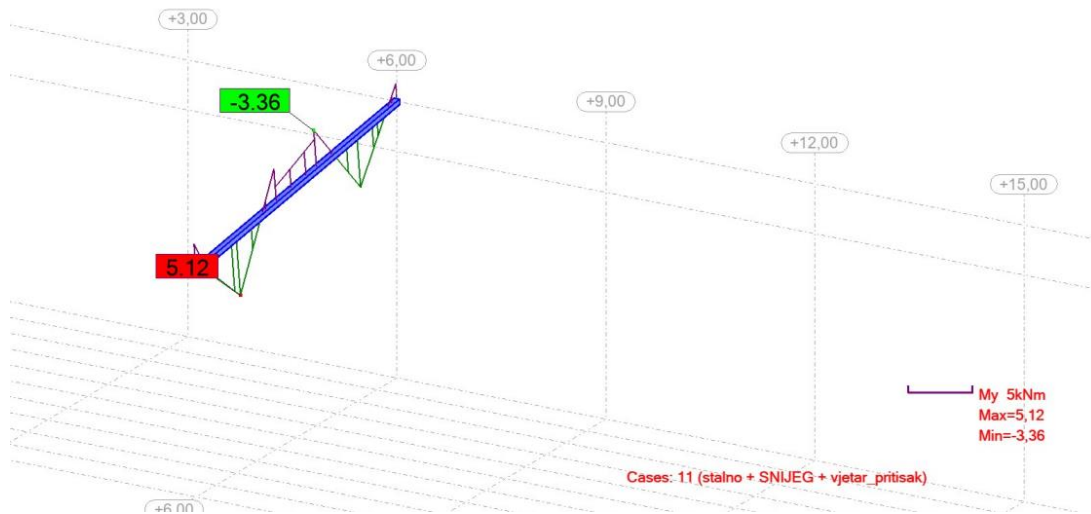 +3,00
+6,00
-3.36
+9,00
+12,00
+15,00
5.12
My 5kNm
Max=5,12
Min=-3,36
Cases: 11 (stalno + SNIJEG + vjetar_pritisak)
+6,00